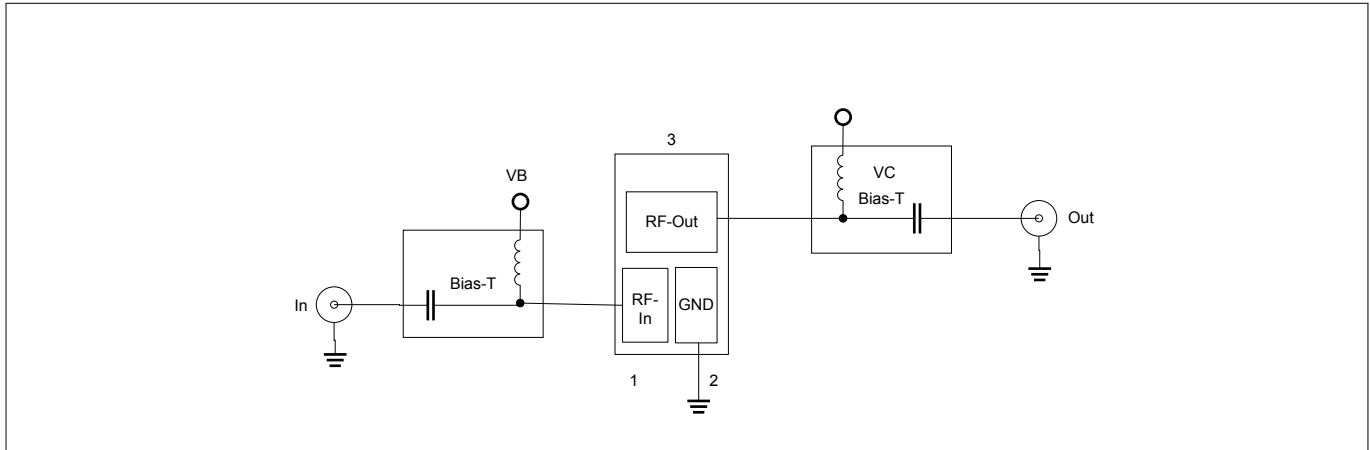 3
VC
Bias-T
VB
RF-Out
Out
Bias-T
RF-
In
GND
In
1
2